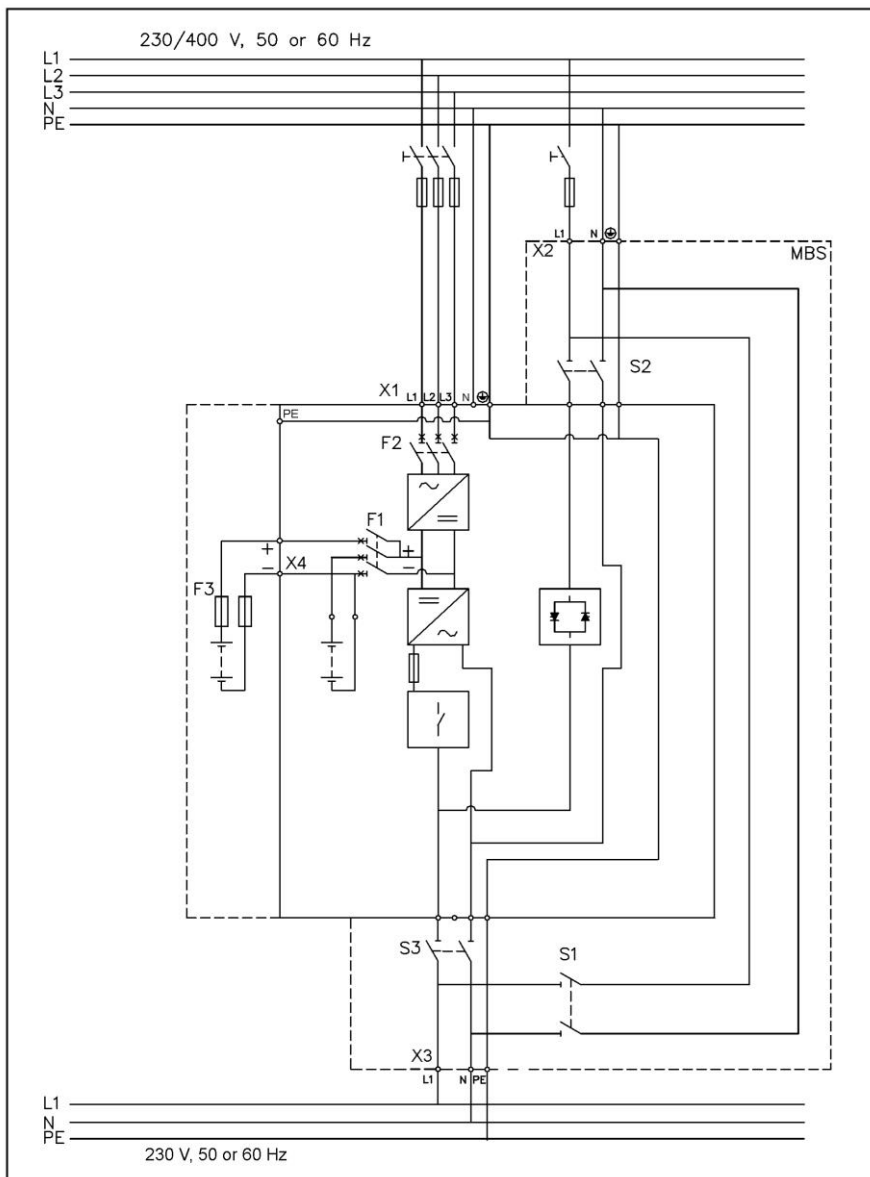 230/400 V, 50 or 60 Hz
L1
L2
L3
N
PE
L1 N
X2 MBS
S2
X1 L1 L2 L3 N
PE
F2
F1
+ +
- X4 -
F3
S3 S1
X3
L1 N PE
L1
N
PE
230 V, 50 or 60 Hz